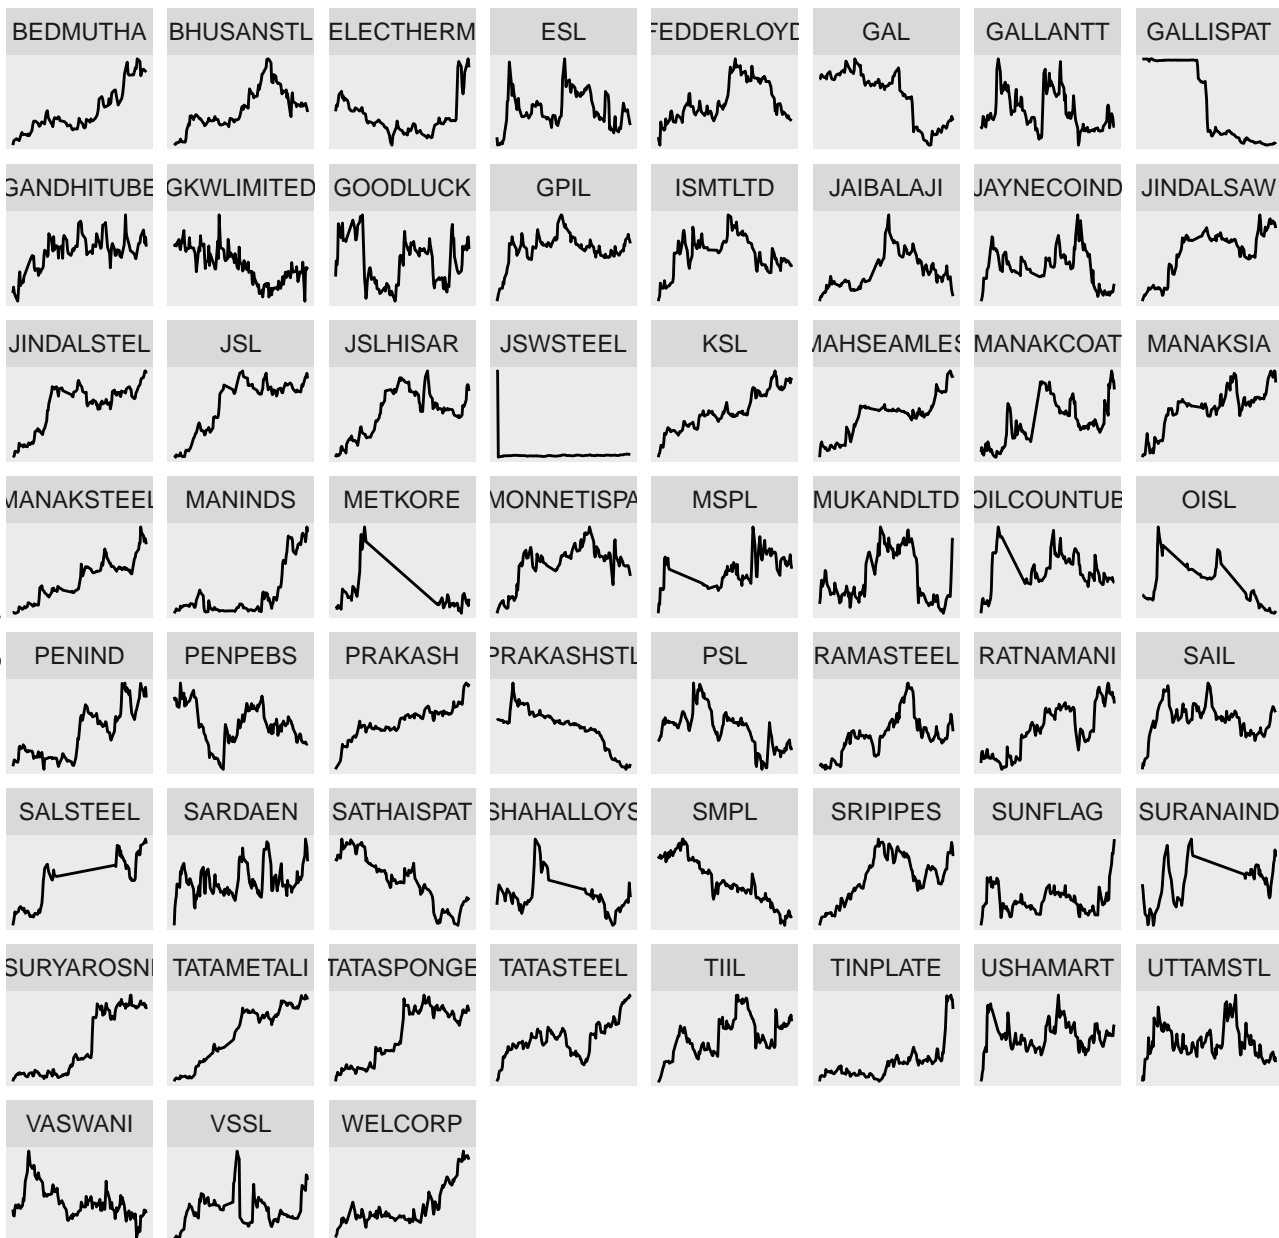 BEDMUTHA BHUSANSTL ELECTHERM ESL FEDDERLOYD GAL GALLANTT GALLISPAT
GANDHITUBE GKWLIMITED GOODLUCK GPIL ISMTLTD JAIBALAJI JAYNECOIND JINDALSAW
JINDALSTEL JSL JSLHISAR JSWSTEEL KSL MAHSEAMLES MANAKCOAT MANAKSIA
MANAKSTEEL MANINDS METKORE MONNETISPA MSPL MUKANDLTD OILCOUNTUB OISL
PENIND PENPEBS PRAKASH PRAKASHSTL PSL RAMASTEEL RATNAMANI SAIL
SALSTEEL SARDAEN SATHAISPAT SHAHALLOYS SMPL SRIPIPES SUNFLAG SURANAIND
SURYAROSNI TATAMETALI TATASPONGE TATASTEEL TIIL TINPLATE USHAMART UTTAMSTL
VASWANI VSSL WELCORP